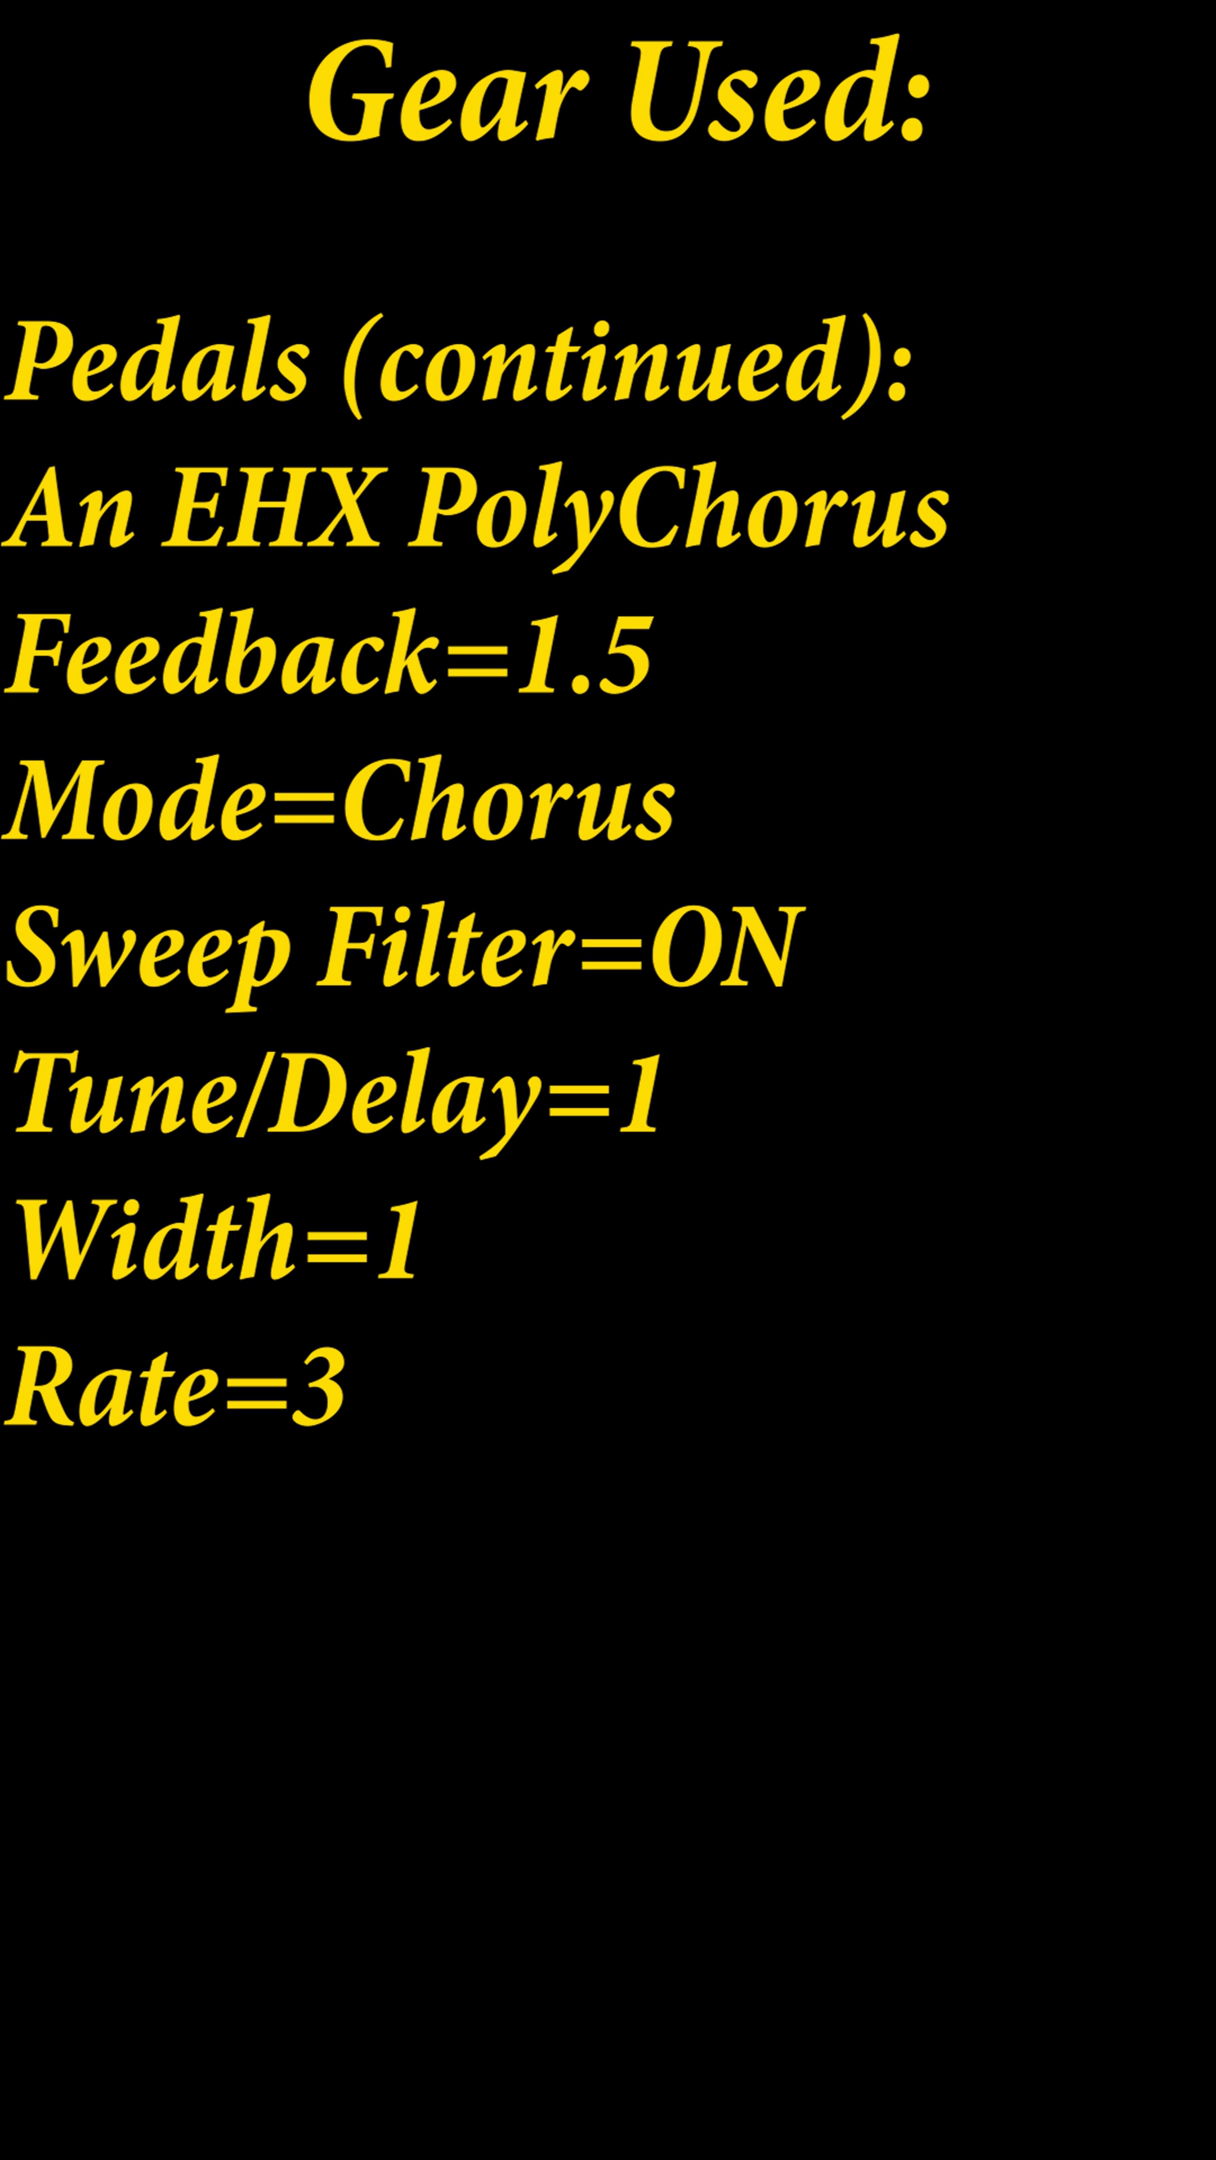 Gear Used:
Pedals (continued):
An EHX PolyChorus
Feedback=1.5
Mode=Chorus
Sweep Filter=ON
Tune/Delay=1
Width=1
Rate=3